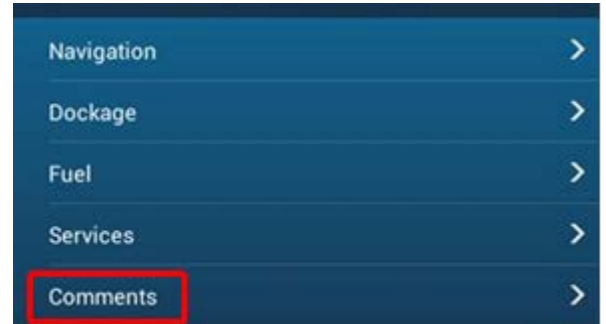 Navigation
Dockage
Fuel
Services
Comments